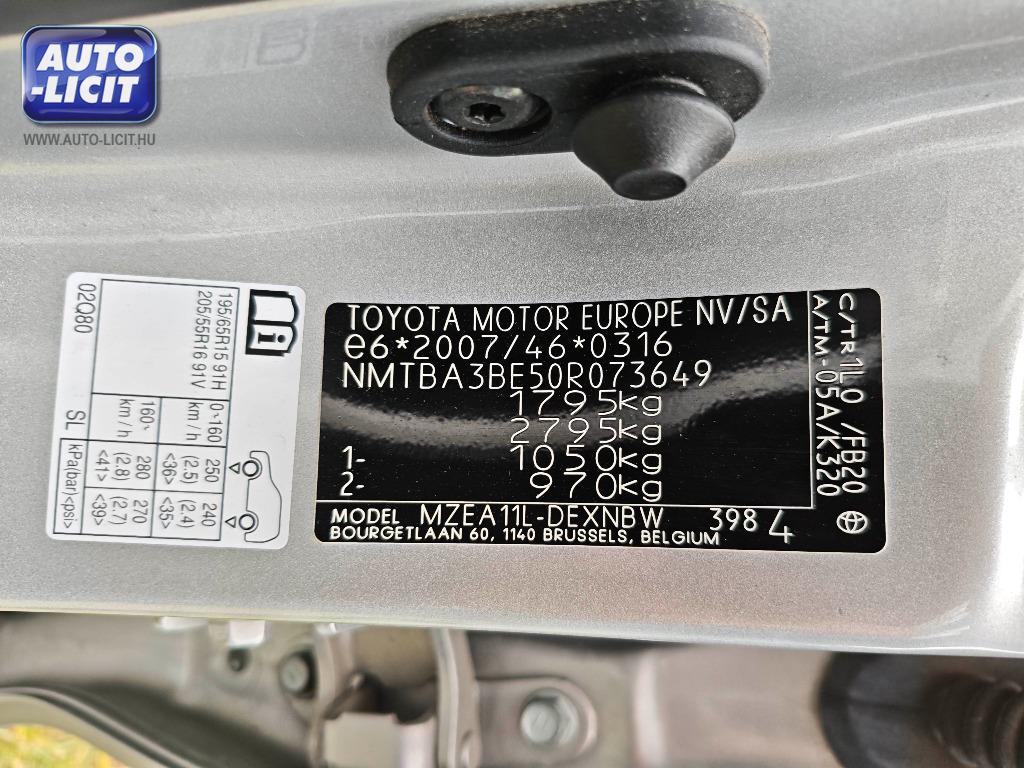 AUTO
-LICIT
WWW.AUTO-LICIT.HU
TOYOTA MOTOR EUROPE NV/SA
e6*2007/46*0316
NMTBA3BE50R073649
1795kg
2795kg
1- 1050kg
2- 970kg
MODEL MZEA11L-DEXNBW 398 4
BOURGETLAAN 60, 1140 BRUSSELS, BELGIUM
C/TR 1L0 /FB20
A/TM-05A/K320
195/65R15 91H
205/55R16 91V
0~160 km/h 250 (2.5) <36> 240 (2.4) <35>
160~ km/h 280 (2.8) <41> 270 (2.7) <39>
02Q80 SL kPa(bar)<psi>